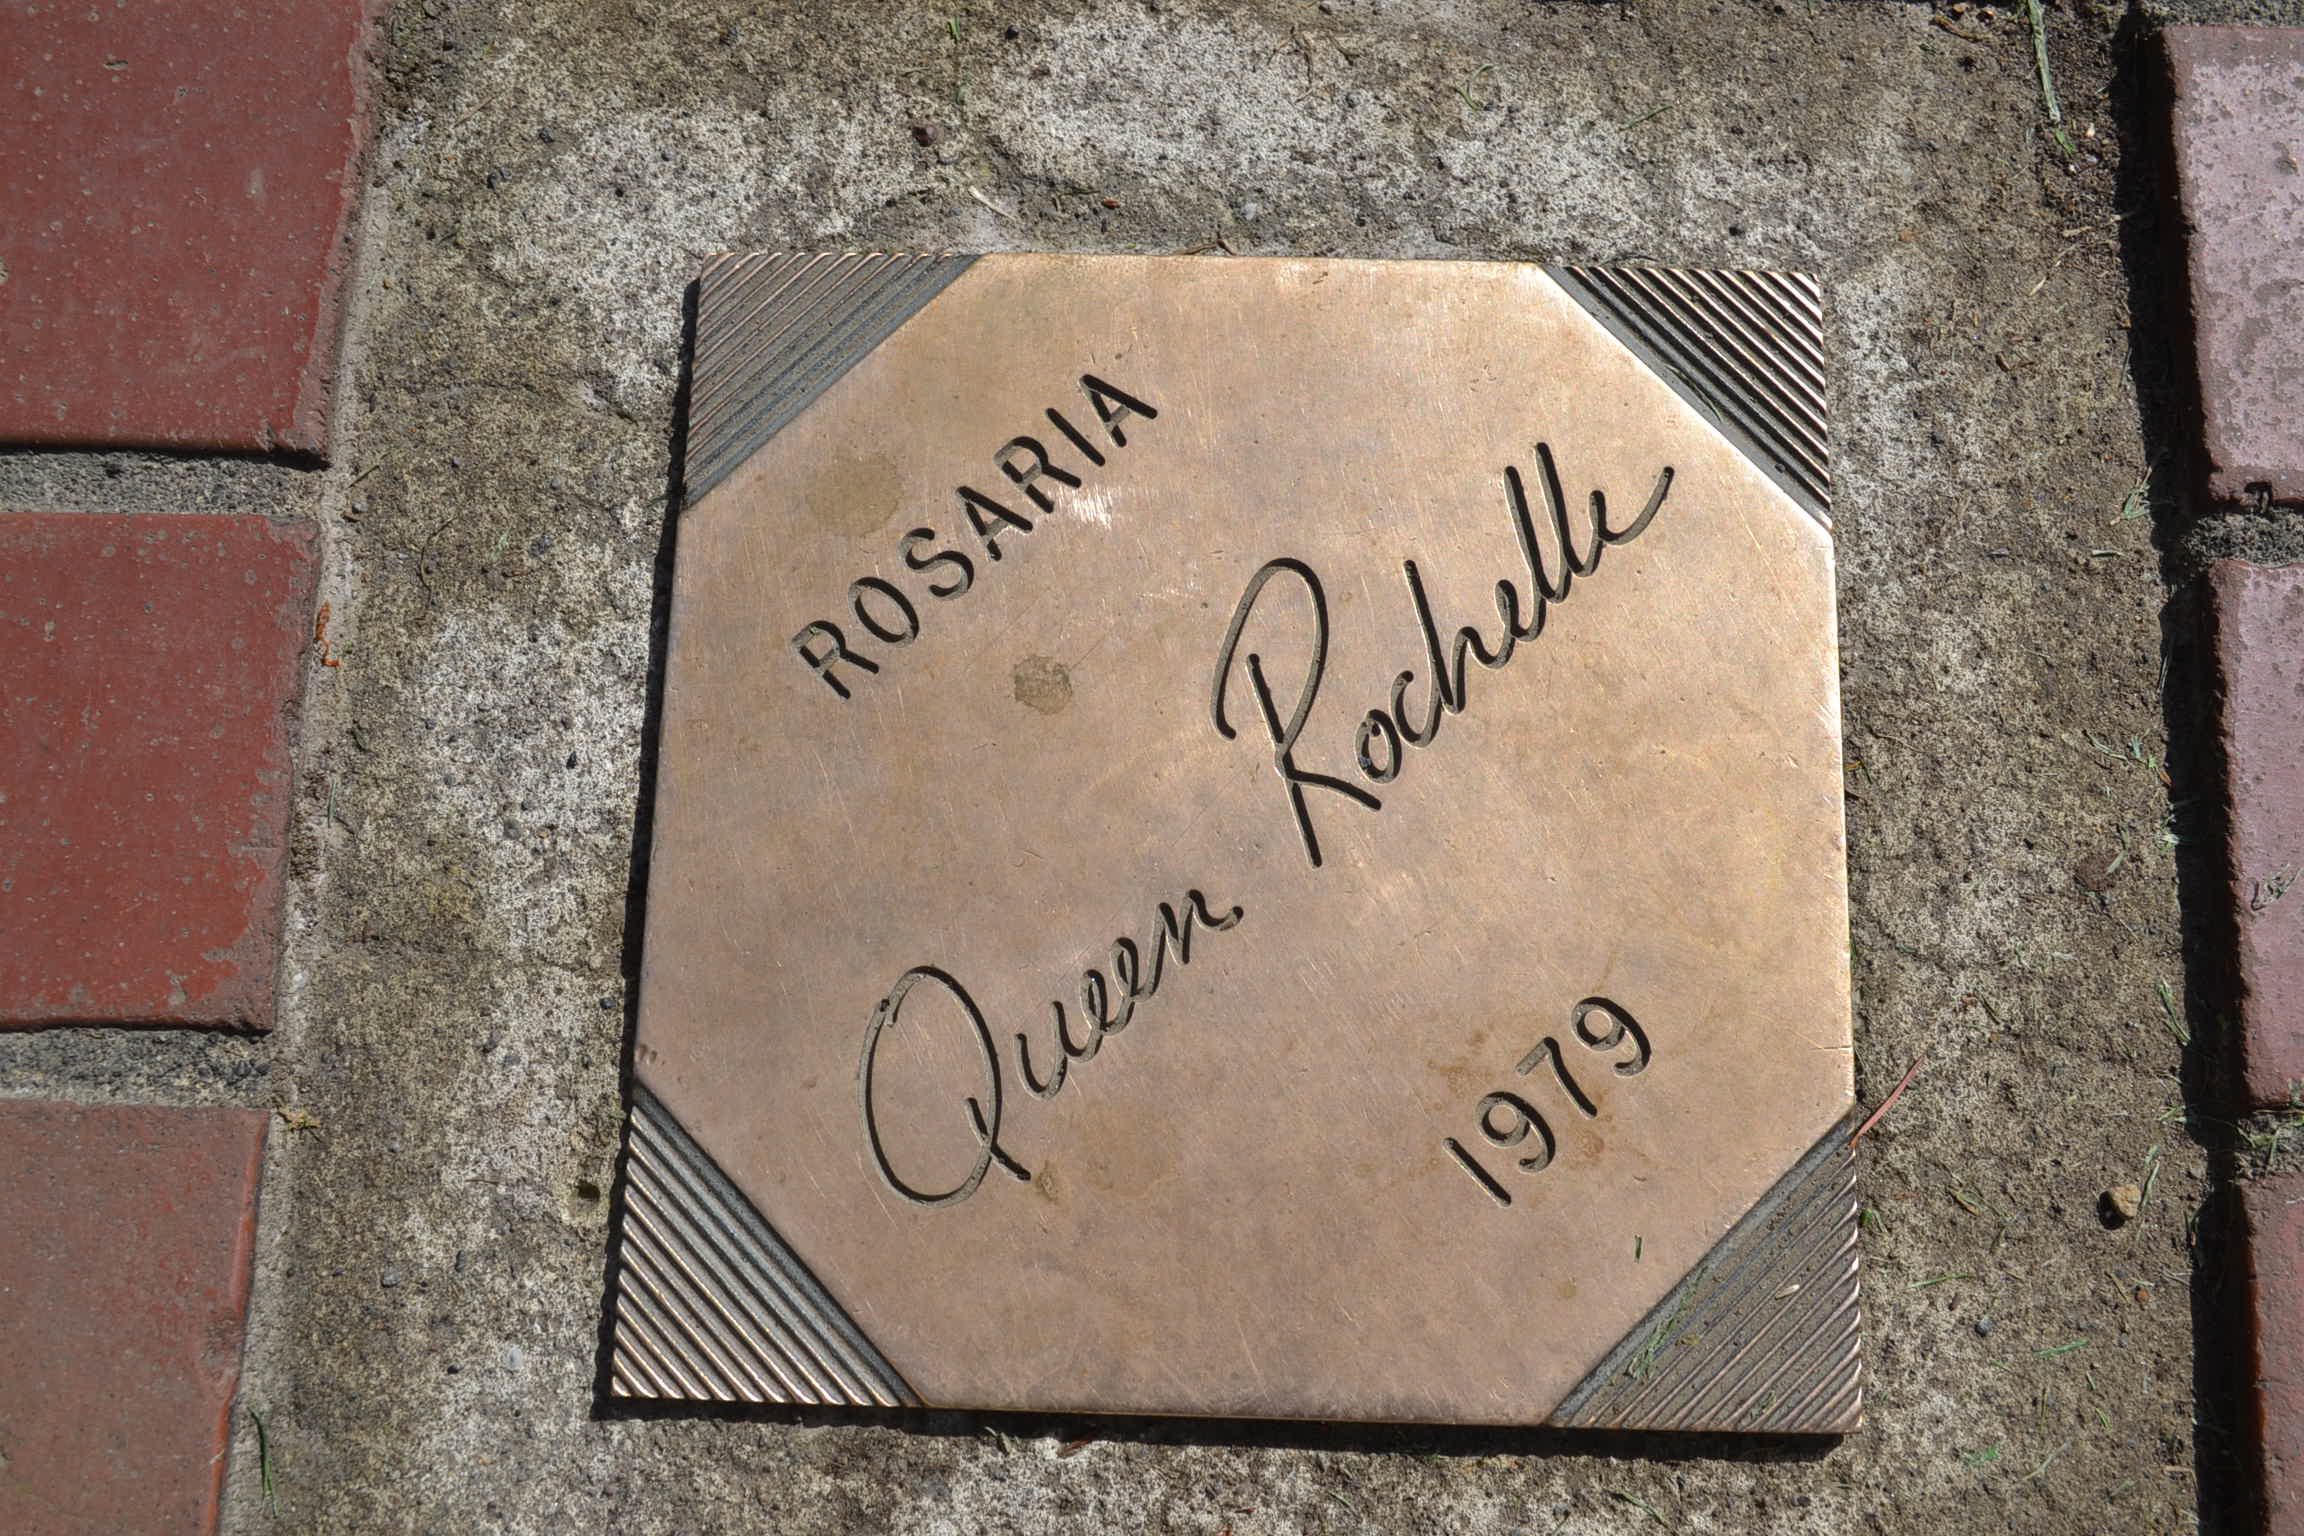 ROSARIA
Queen Rochelle
1979